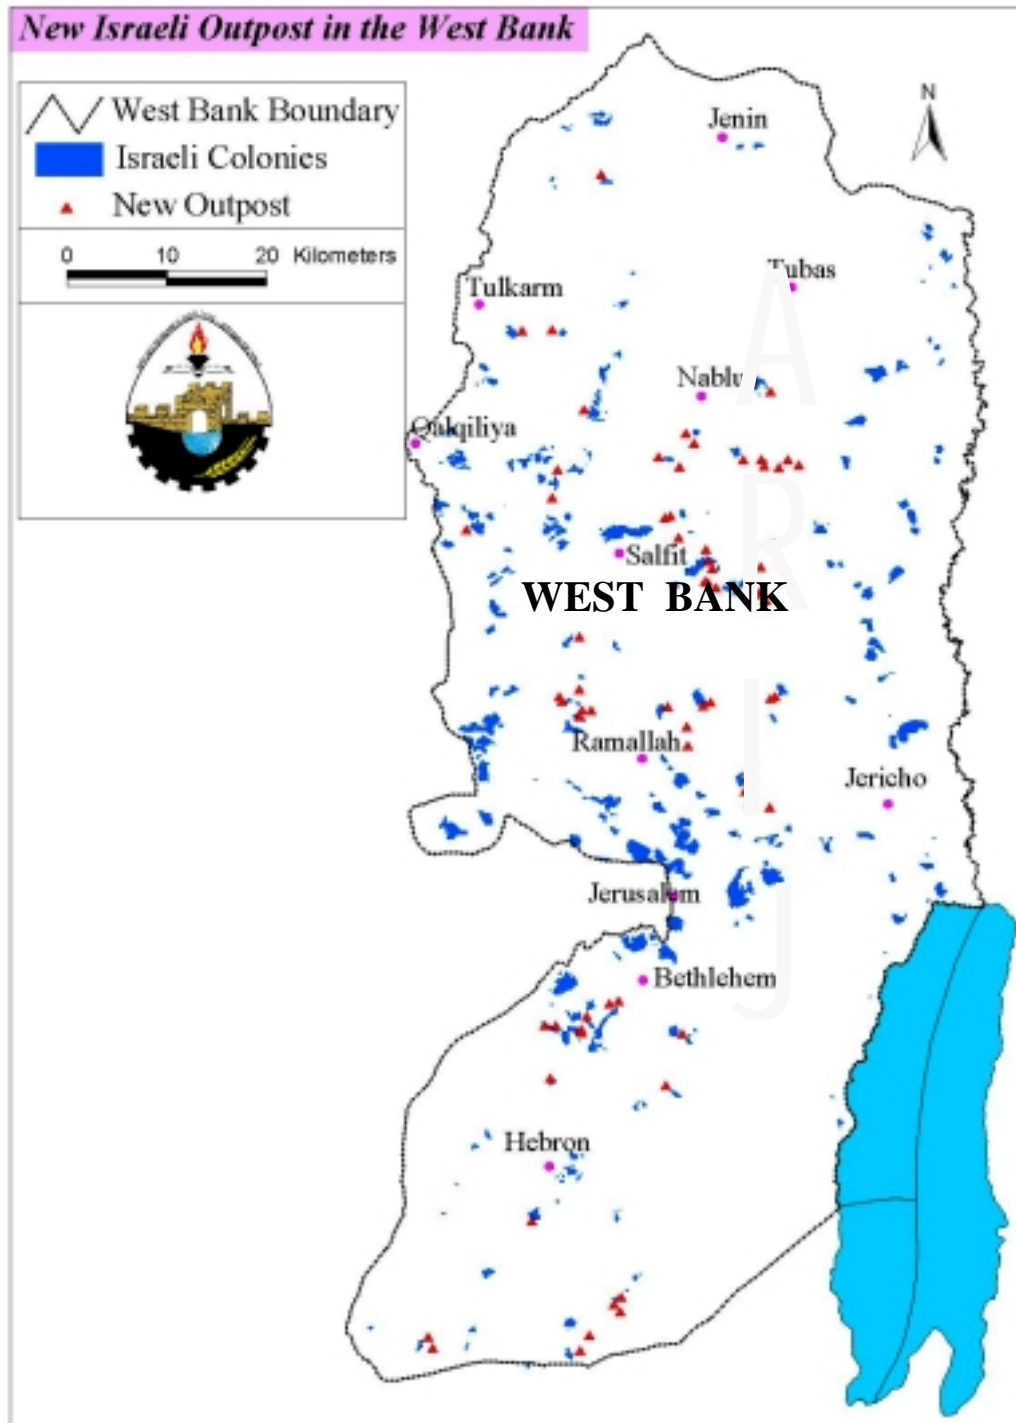 New Israeli Outpost in the West Bank
West Bank Boundary
Israeli Colonies
New Outpost
0 10 20 Kilometers
N
Jenin
Tubas
Tulkarm
Nablu
Qalqiliya
Salfit
WEST BANK
Ramallah
Jericho
Jerusalem
Bethlehem
Hebron
A
R
I
J